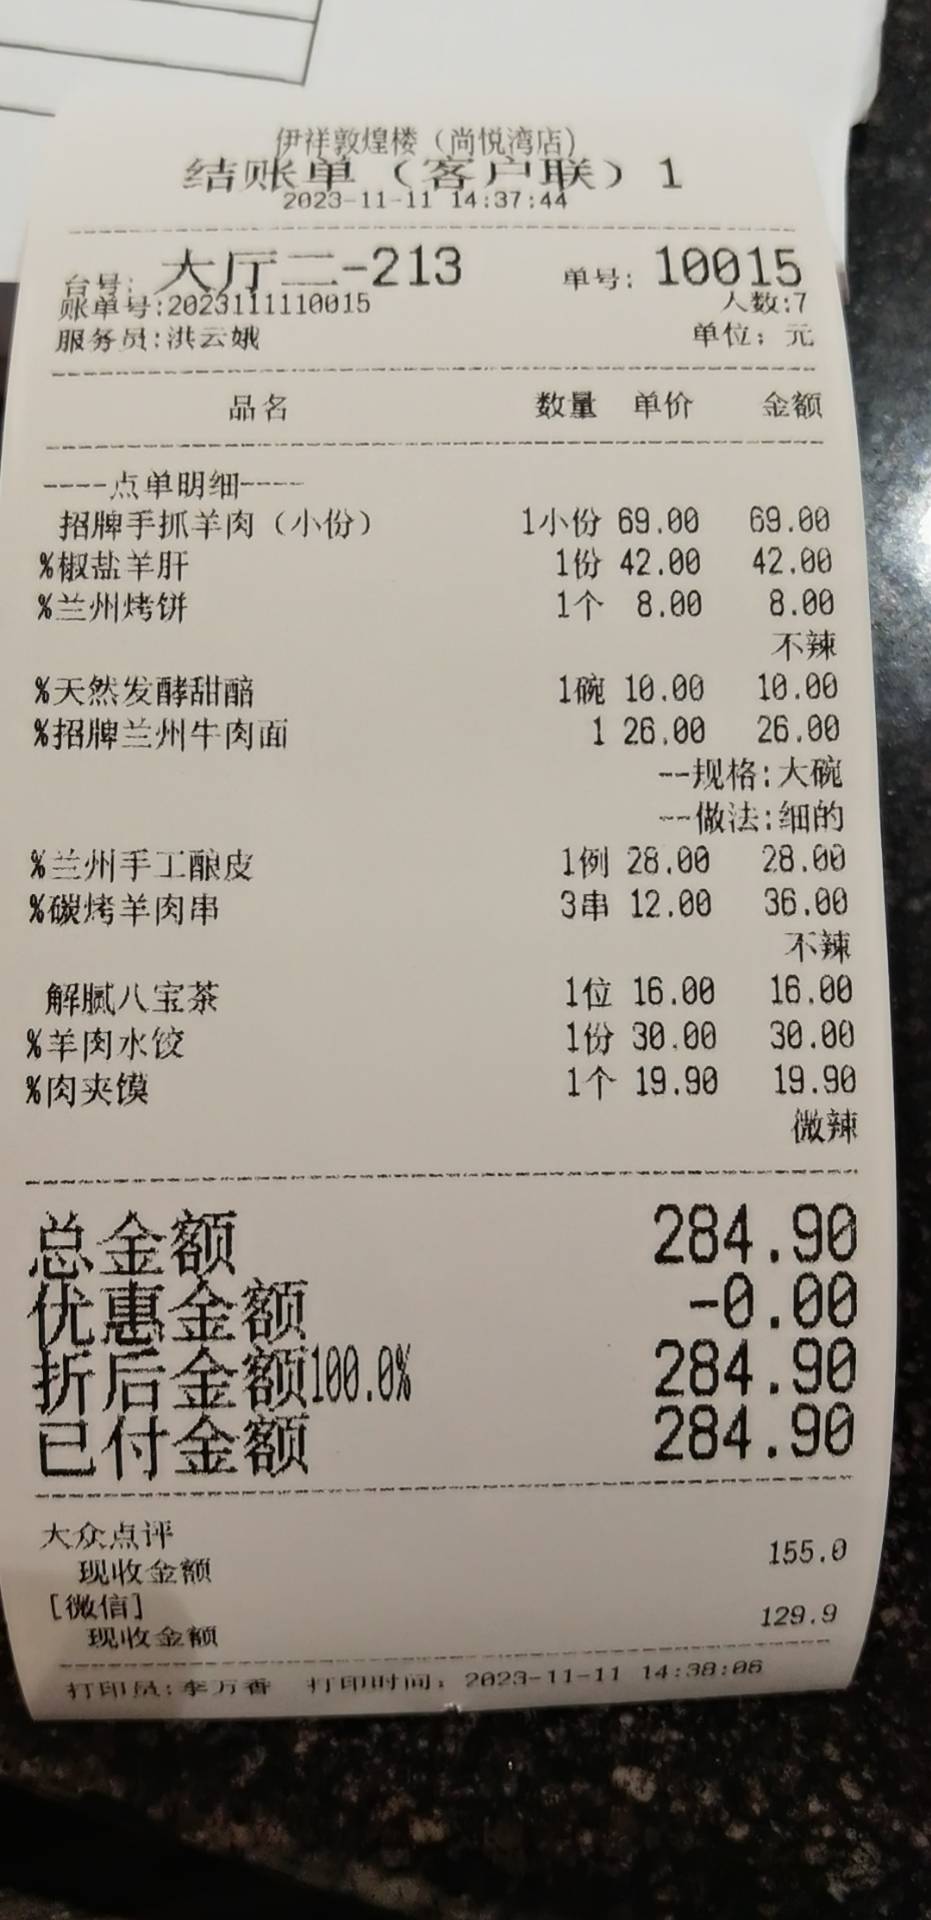 伊祥敦煌楼（尚悦湾店）
结账单（客户联）1
2023-11-11 14:37:44
台号: 大厅二-213 单号: 10015
账单号:2023111110015 人数:7
服务员:洪云娥 单位: 元
品名 数量 单价 金额
----点单明细----
招牌手抓羊肉（小份） 1小份 69.00 69.00
%椒盐羊肝 1份 42.00 42.00
%兰州烤饼 1个 8.00 8.00
不辣
%天然发酵甜醅 1碗 10.00 10.00
%招牌兰州牛肉面 1 26.00 26.00
--规格:大碗
--做法:细的
%兰州手工酿皮 1例 28.00 28.00
%碳烤羊肉串 3串 12.00 36.00
不辣
解腻八宝茶 1位 16.00 16.00
%羊肉水饺 1份 30.00 30.00
%肉夹馍 1个 19.90 19.90
微辣
总金额 284.90
优惠金额 -0.00
折后金额100.0% 284.90
已付金额 284.90
大众点评
现收金额 155.0
[微信]
现收金额 129.9
打印员:李万香 打印时间: 2023-11-11 14:38:06